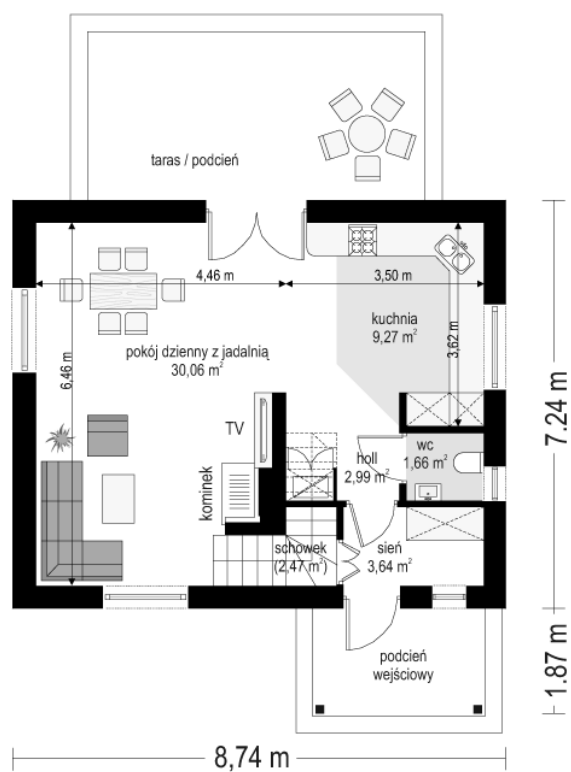 taras / podcień
4,46 m
3,50 m
kuchnia
9,27 m²
3,62 m
6,46 m
pokój dzienny z jadalnią
30,06 m²
TV
kominek
wc
1,66 m²
holl
2,99 m²
schowek
(2,47 m²)
sień
3,64 m²
podcień
wejściowy
7.24 m
1.87 m
8,74 m